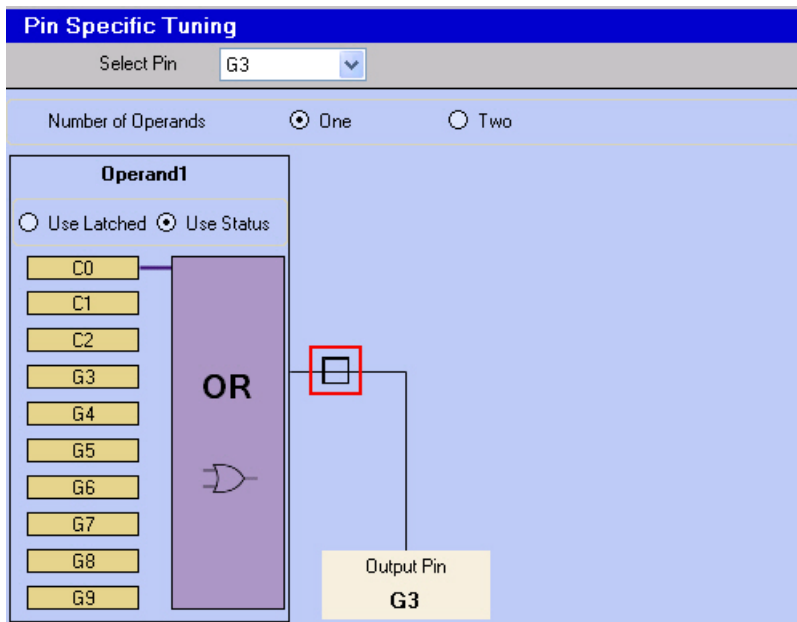 Pin Specific Tuning
Select Pin G3
Number of Operands One Two
Operand1
Use Latched Use Status
C0
C1
C2
G3
G4
G5
G6
G7
G8
G9
OR
Output Pin
G3